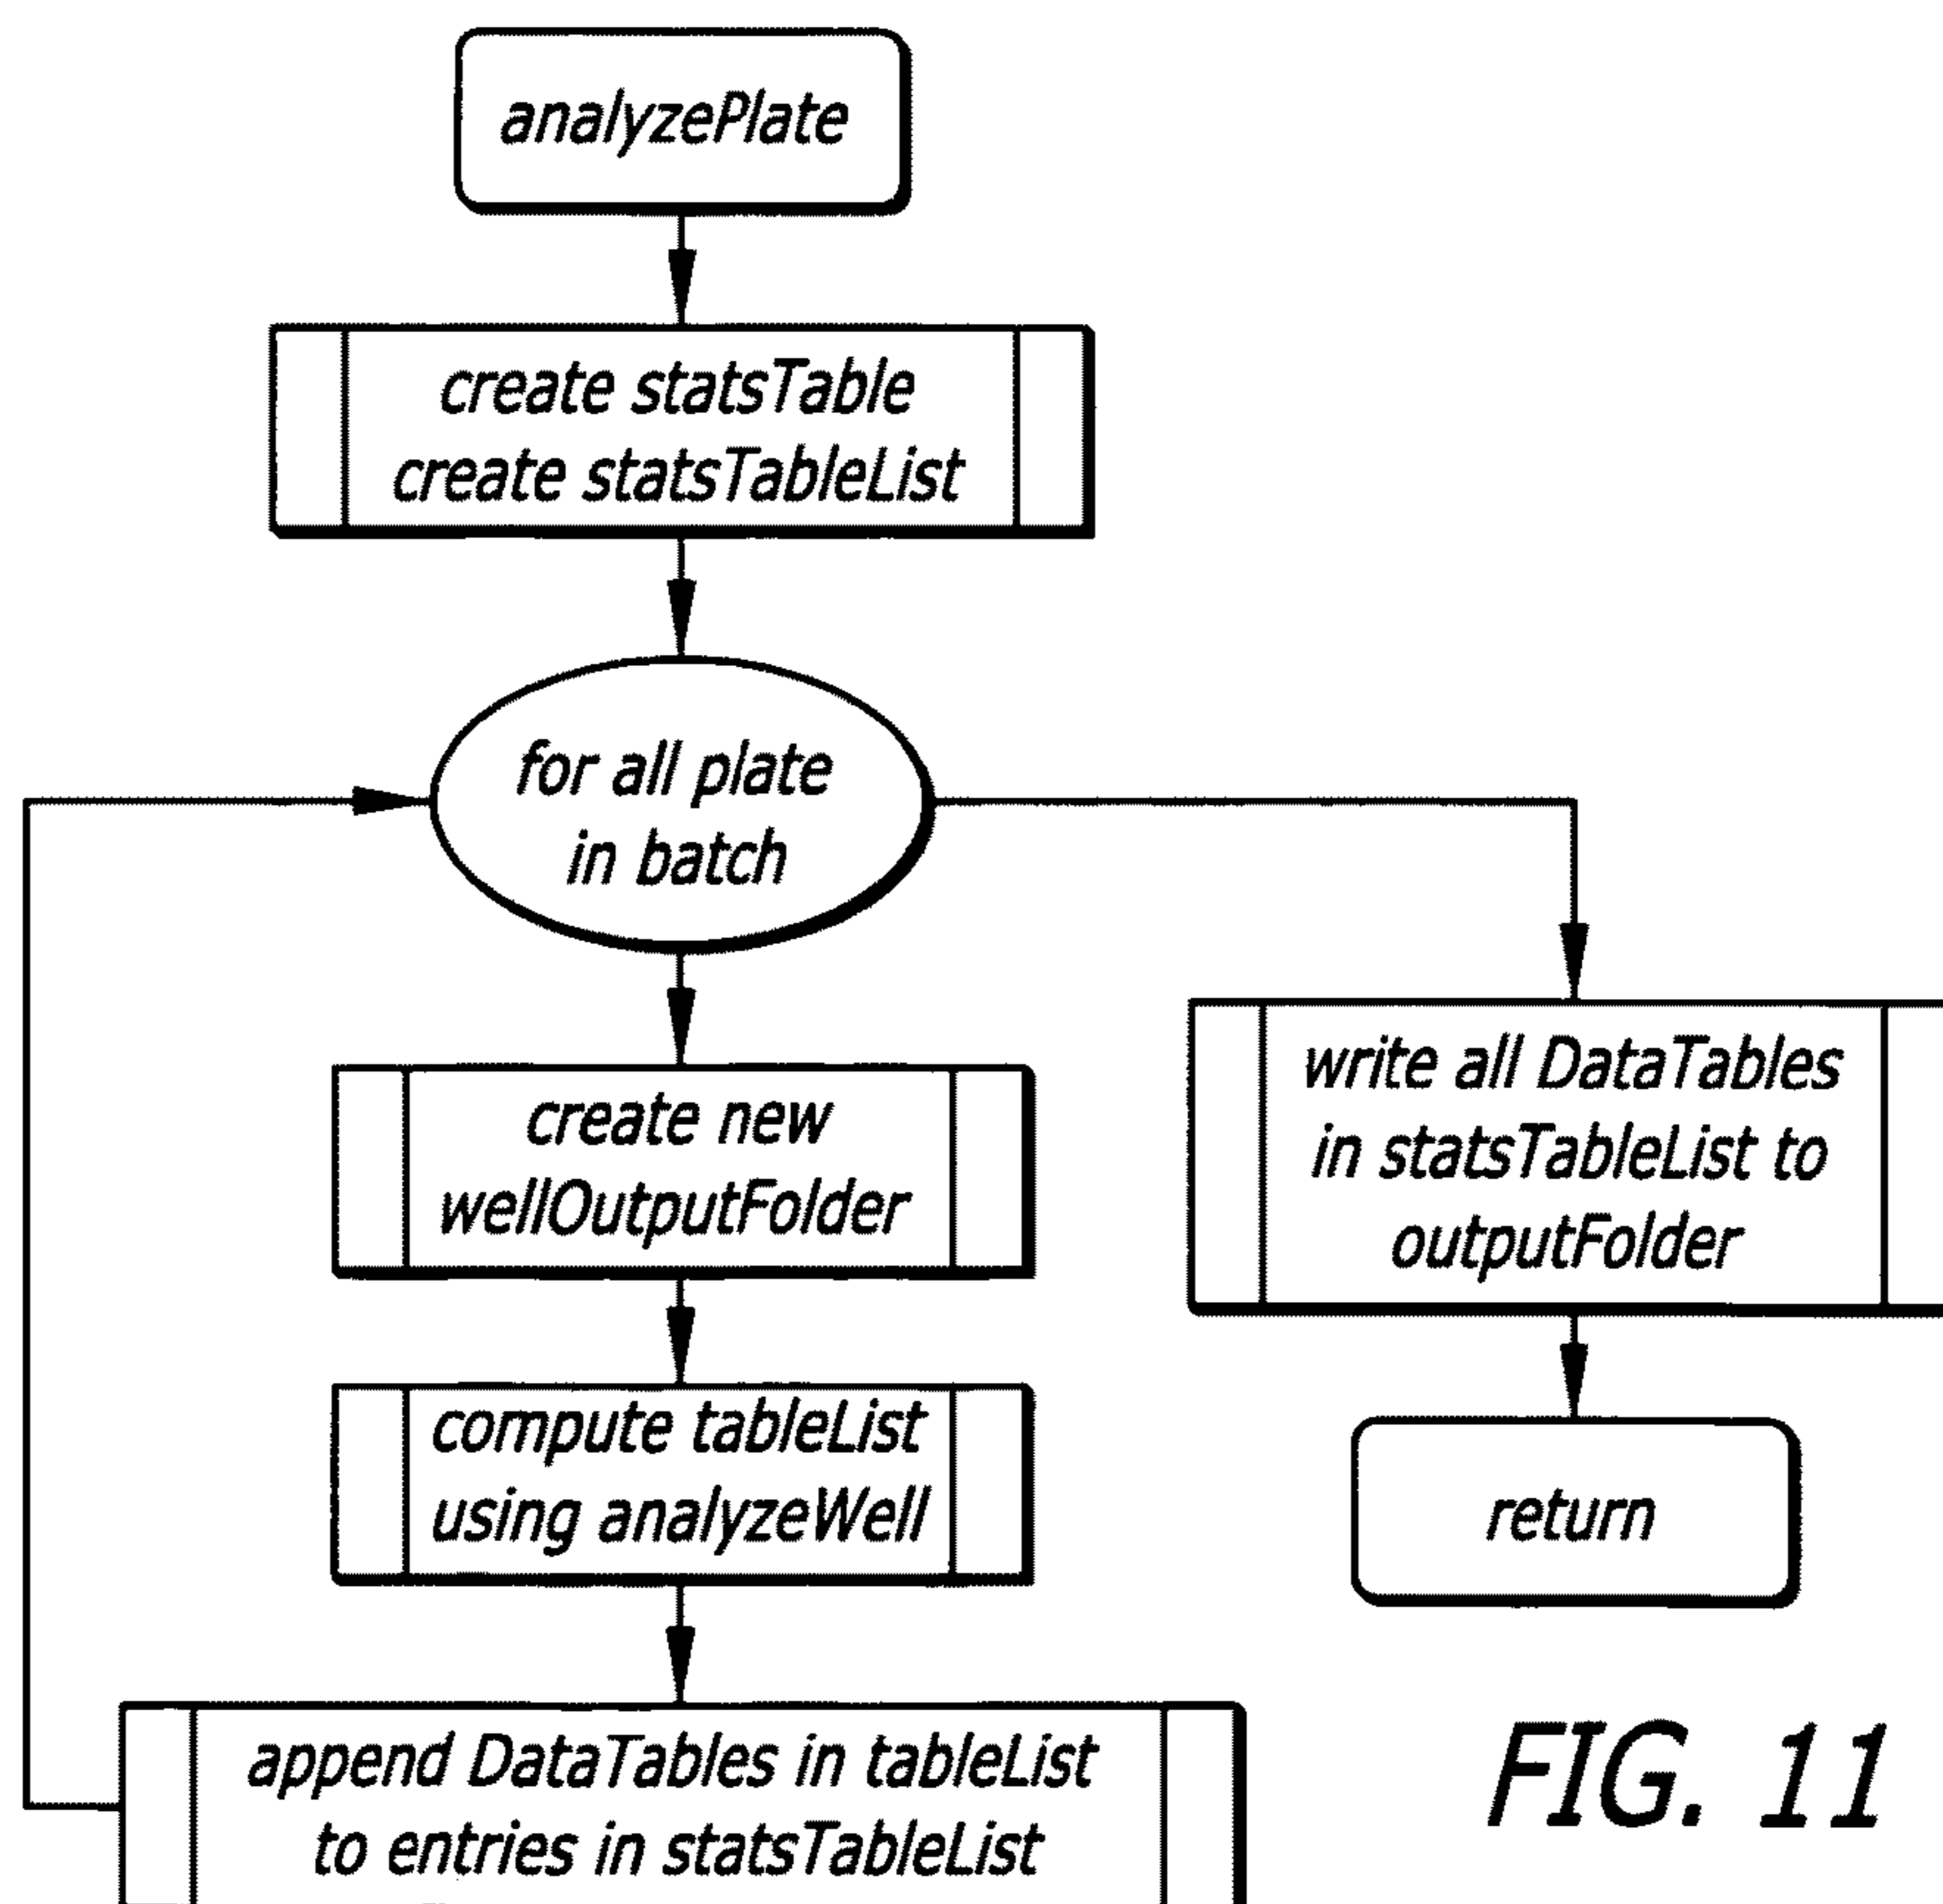 analyzePlate
create statsTable
create statsTableList
for all plate
in batch
create new
wellOutputFolder
compute tableList
using analyzeWell
append DataTables in tableList
to entries in statsTableList
write all DataTables
in statsTableList to
outputFolder
return
FIG. 11